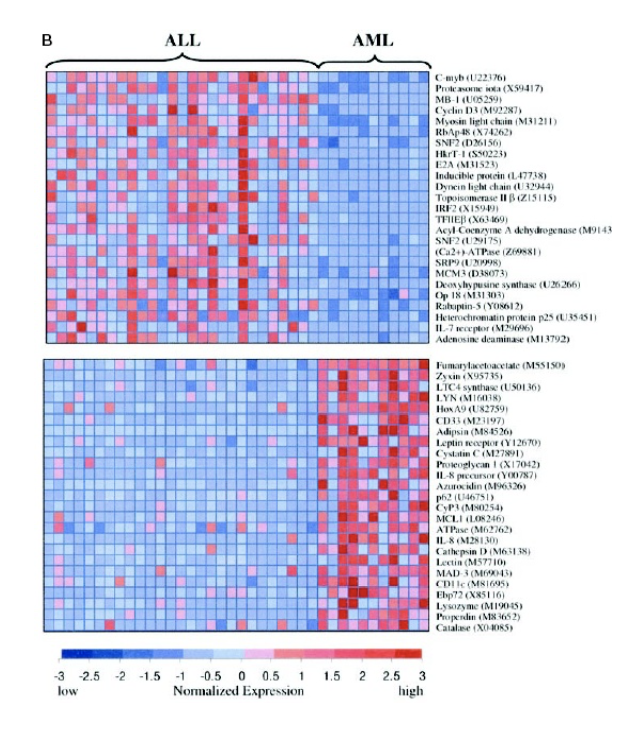 B
ALL AML
C-myb (U22376)
Proteasome iota (X59417)
MB-1 (U05259)
Cyclin D3 (M92287)
Myosin light chain (M31211)
RbAp48 (X74262)
SNF2 (D26156)
HkrT-1 (S50223)
E2A (M31523)
Inducible protein (L47738)
Dynein light chain (U32944)
Topoisomerase II β (Z15115)
IRF2 (X15949)
TFIIEβ (X63469)
Acyl-Coenzyme A dehydrogenase (M9143
SNF2 (U29175)
(Ca2+)-ATPase (Z69881)
SRP9 (U20998)
MCM3 (D38073)
Deoxyhypusine synthase (U26266)
Op 18 (M31303)
Rabaptin-5 (Y08612)
Heterochromatin protein p25 (U35451)
IL-7 receptor (M29696)
Adenosine deaminase (M13792)
Fumarylacetoacetate (M55150)
Zyxin (X95735)
LTC4 synthase (U50136)
LYN (M16038)
HoxA9 (U82759)
CD33 (M23197)
Adipsin (M84526)
Leptin receptor (Y12670)
Cystatin C (M27891)
Proteoglycan 1 (X17042)
IL-8 precursor (Y00787)
Azurocidin (M96326)
p62 (U46751)
CyP3 (M80254)
MCL1 (L08246)
ATPase (M62762)
IL-8 (M28130)
Cathepsin D (M63138)
Lectin (M57710)
MAD-3 (M69043)
CD11c (M81695)
Ebp72 (X85116)
Lysozyme (M19045)
Properdin (M83652)
Catalase (X04085)
-3 -2.5 -2 -1.5 -1 -0.5 0 0.5 1 1.5 2 2.5 3
low Normalized Expression high